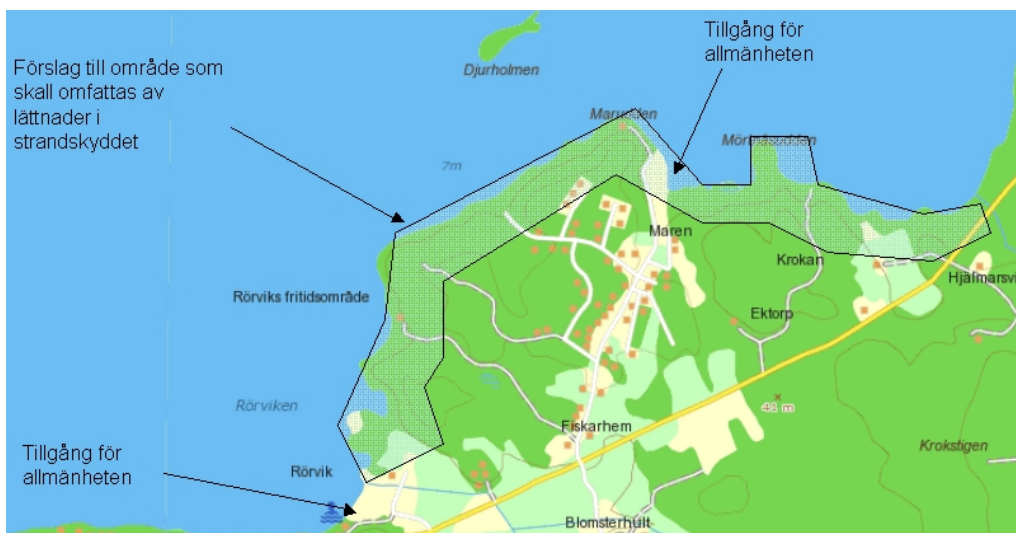 Tillgång för
allmänheten
Förslag till område som
skall omfattas av
lättnader i
strandskyddet
Djurholmen
Marudden
Mörtnäsudden
7m
Maren
Krokan
Hjälmarsvi
Rörviks fritidsområde
Ektorp
Rörviken
41 m
Fiskarhem
Krokstigen
Tillgång för
allmänheten
Rörvik
Blomsterhult